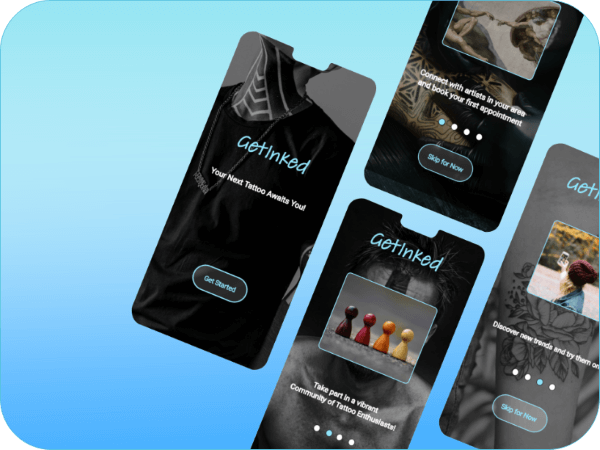 GetInked
Your Next Tattoo Awaits You!
Get Started
Connect with artists in your area
and book your first appointment
Skip for Now
GetInked
Take part in a vibrant
Community of Tattoo Enthusiasts!
Discover new trends and by them on
Skip for Now